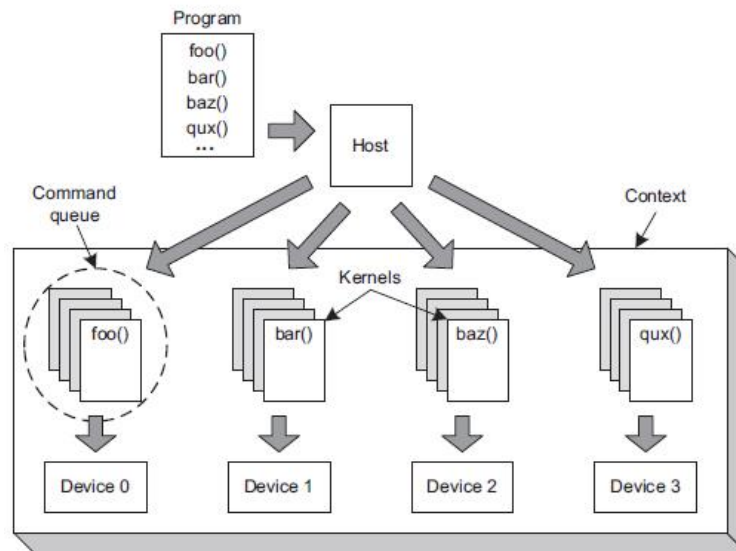 Program
foo()
bar()
baz()
qux()
...
Host
Command
queue
Context
Kernels
foo()
bar()
baz()
qux()
Device 0
Device 1
Device 2
Device 3